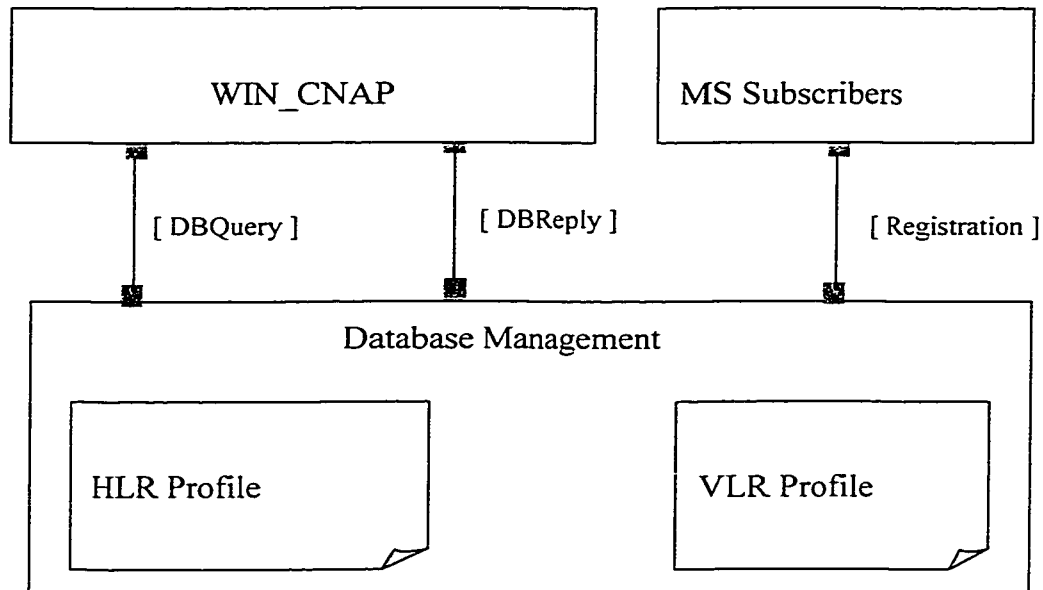 WIN_CNAP
MS Subscribers
[ DBQuery ]
[ DBReply ]
[ Registration ]
Database Management
HLR Profile
VLR Profile